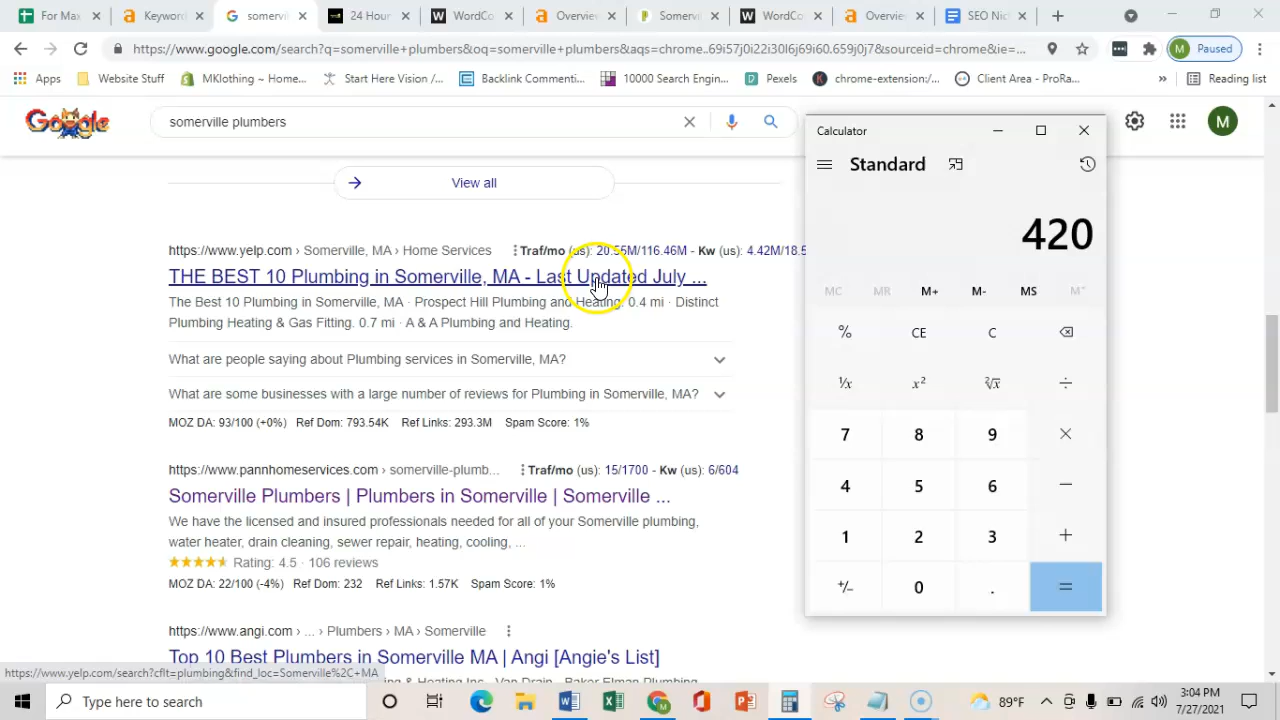 For Ma
Keyword
somervil
24 Hour
WordCo
Overvie
Somervi
WordCo
Overvie
SEO Nic
https://www.google.com/search?q=somerville+plumbers&oq=somerville+plumbers&aqs=chrome..69i57j0i22i30l6j69i60.659j0j7&sourceid=chrome&ie=...
M
Paused
Apps
Website Stuff
MKlothing ~ Home...
Start Here Vision /...
Backlink Commenti...
10000 Search Engin...
Pexels
chrome-extension:/...
Client Area - ProRa...
»
Reading list
Google
somerville plumbers
M
View all
https://www.yelp.com › Somerville, MA › Home Services
Traf/mo (us): 20.55M/116.46M - Kw (us): 4.42M/18.5
THE BEST 10 Plumbing in Somerville, MA - Last Updated July ...
The Best 10 Plumbing in Somerville, MA · Prospect Hill Plumbing and Heating. 0.4 mi · Distinct
Plumbing Heating & Gas Fitting. 0.7 mi · A & A Plumbing and Heating.
What are people saying about Plumbing services in Somerville, MA?
What are some businesses with a large number of reviews for Plumbing in Somerville, MA?
MOZ DA: 93/100 (+0%) Ref Dom: 793.54K Ref Links: 293.3M Spam Score: 1%
https://www.pannhomeservices.com › somerville-plumb...
Traf/mo (us): 15/1700 - Kw (us): 6/604
Somerville Plumbers | Plumbers in Somerville | Somerville ...
We have the licensed and insured professionals needed for all of your Somerville plumbing,
water heater, drain cleaning, sewer repair, heating, cooling, ...
Rating: 4.5 · 106 reviews
MOZ DA: 22/100 (-4%) Ref Dom: 232 Ref Links: 1.57K Spam Score: 1%
https://www.angi.com › ... › Plumbers › MA › Somerville
Top 10 Best Plumbers in Somerville MA | Angi [Angie's List]
https://www.yelp.com/search?cflt=plumbing&find_loc=Somerville%2C+MA
& Heating Inc · Van Drain · Baker Elman Plumbing
Calculator
Standard
420
MC MR M+ M- MS M˅
% CE C
¹/x x² ²√x ÷
7 8 9 ×
4 5 6 −
1 2 3 +
+/− 0 . =
Type here to search
89°F
3:04 PM
7/27/2021